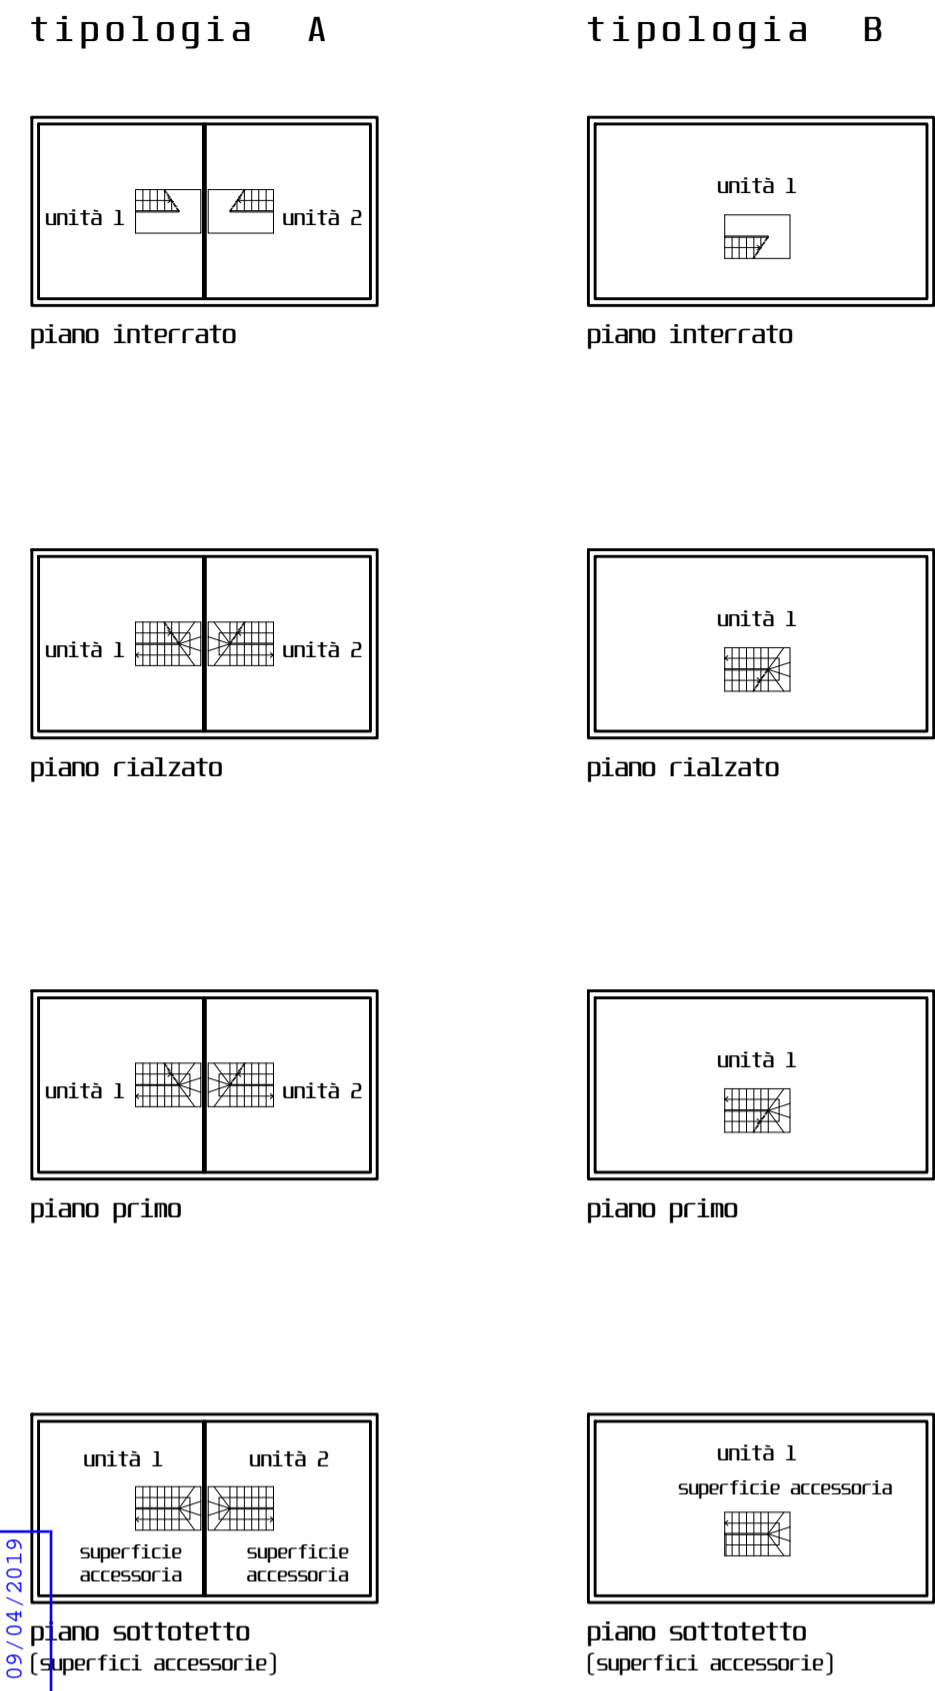 tipologia A
tipologia B
unità 1
unità 2
piano interrato
unità 1
piano interrato
unità 1
unità 2
piano rialzato
unità 1
piano rialzato
unità 1
unità 2
piano primo
unità 1
piano primo
unità 1
unità 2
superficie
accessoria
superficie
accessoria
piano sottotetto
(superfici accessorie)
unità 1
superficie accessoria
piano sottotetto
(superfici accessorie)
09/04/2019